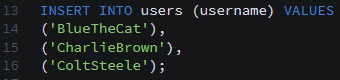 13 INSERT INTO users (username) VALUES
14 ('BlueTheCat'),
15 ('CharlieBrown'),
16 ('ColtSteele');